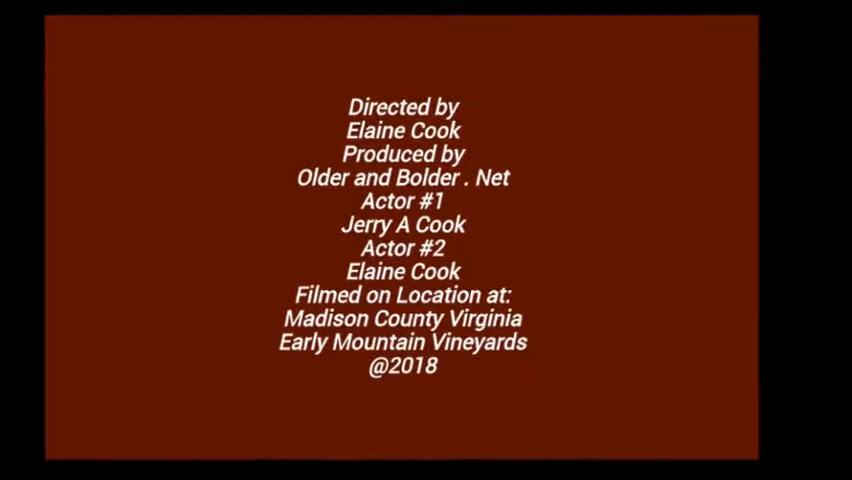 Directed by
Elaine Cook
Produced by
Older and Bolder . Net
Actor #1
Jerry A Cook
Actor #2
Elaine Cook
Filmed on Location at:
Madison County Virginia
Early Mountain Vineyards
@2018